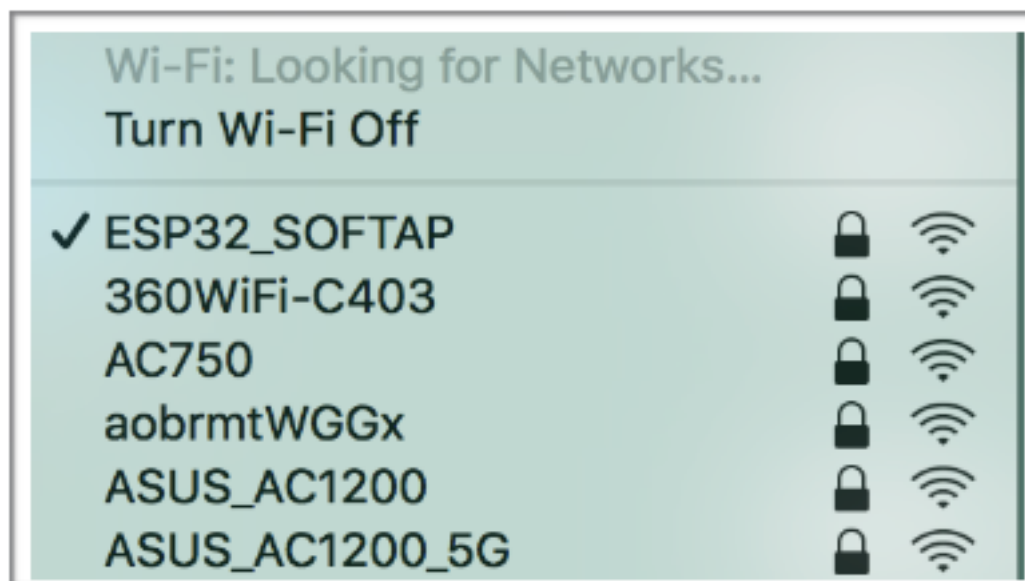 Wi-Fi: Looking for Networks...
Turn Wi-Fi Off
ESP32_SOFTAP
360WiFi-C403
AC750
aobrmtWGGx
ASUS_AC1200
ASUS_AC1200_5G